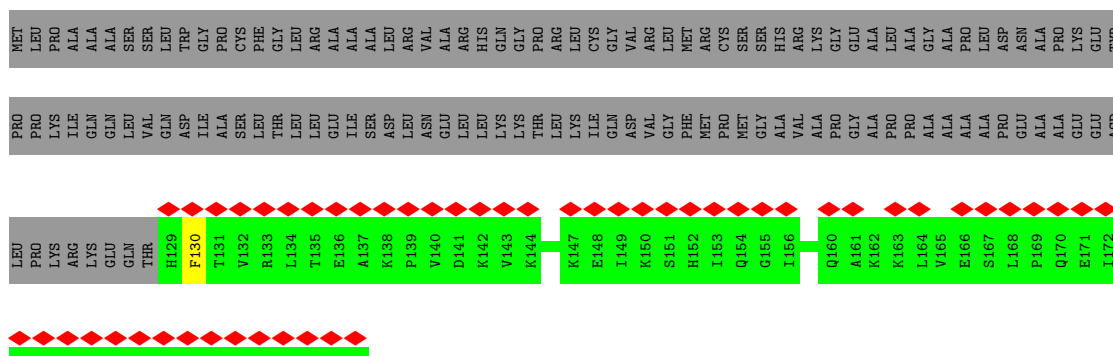 MET LEU PRO ALA ALA ALA SER SER LEU TRP GLY PRO CYS PHE GLY LEU ARG ALA ALA ALA LEU ARG VAL ALA ARG HIS GLN GLY PRO ARG LEU CYS GLY VAL ARG LEU MET ARG CYS SER SER HIS ARG LYS GLY GLU ALA LEU ALA GLY ALA PRO LEU ASP ASN ALA PRO LYS GLU
PRO PRO LYS ILE GLN GLN LEU VAL GLN ASP ILE ALA SER LEU THR LEU LEU GLU ILE SER ASP LEU ASN GLU LEU LEU LYS LYS THR LEU LYS ILE GLN ASP VAL GLY PHE MET PRO MET GLY ALA VAL ALA PRO GLY ALA PRO PRO ALA ALA ALA ALA PRO GLU ALA ALA GLU GLU
LEU PRO LYS ARG LYS GLU GLN THR H129 F130 T131 V132 R133 L134 T135 E136 A137 K138 P139 V140 D141 K142 V143 K144 K147 E148 I149 K150 S151 H152 I153 Q154 G155 I156 Q160 A161 K162 K163 L164 V165 E166 S167 L168 P169 Q170 E171 I172